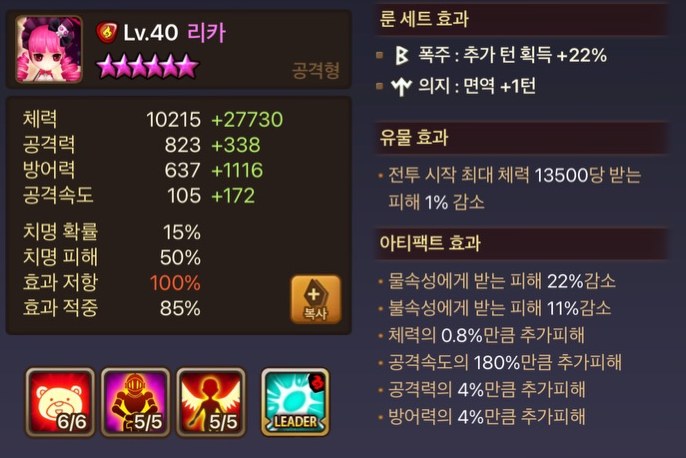 Lv.40 리카
공격형
체력 10215 +27730
공격력 823 +338
방어력 637 +1116
공격속도 105 +172
치명 확률 15%
치명 피해 50%
효과 저항 100%
효과 적중 85%
복사
6/6
5/5
5/5
LEADER
룬 세트 효과
폭주 : 추가 턴 획득 +22%
의지 : 면역 +1턴
유물 효과
• 전투 시작 최대 체력 13500당 받는
피해 1% 감소
아티팩트 효과
• 물속성에게 받는 피해 22%감소
• 불속성에게 받는 피해 11%감소
• 체력의 0.8%만큼 추가피해
• 공격속도의 180%만큼 추가피해
• 공격력의 4%만큼 추가피해
• 방어력의 4%만큼 추가피해